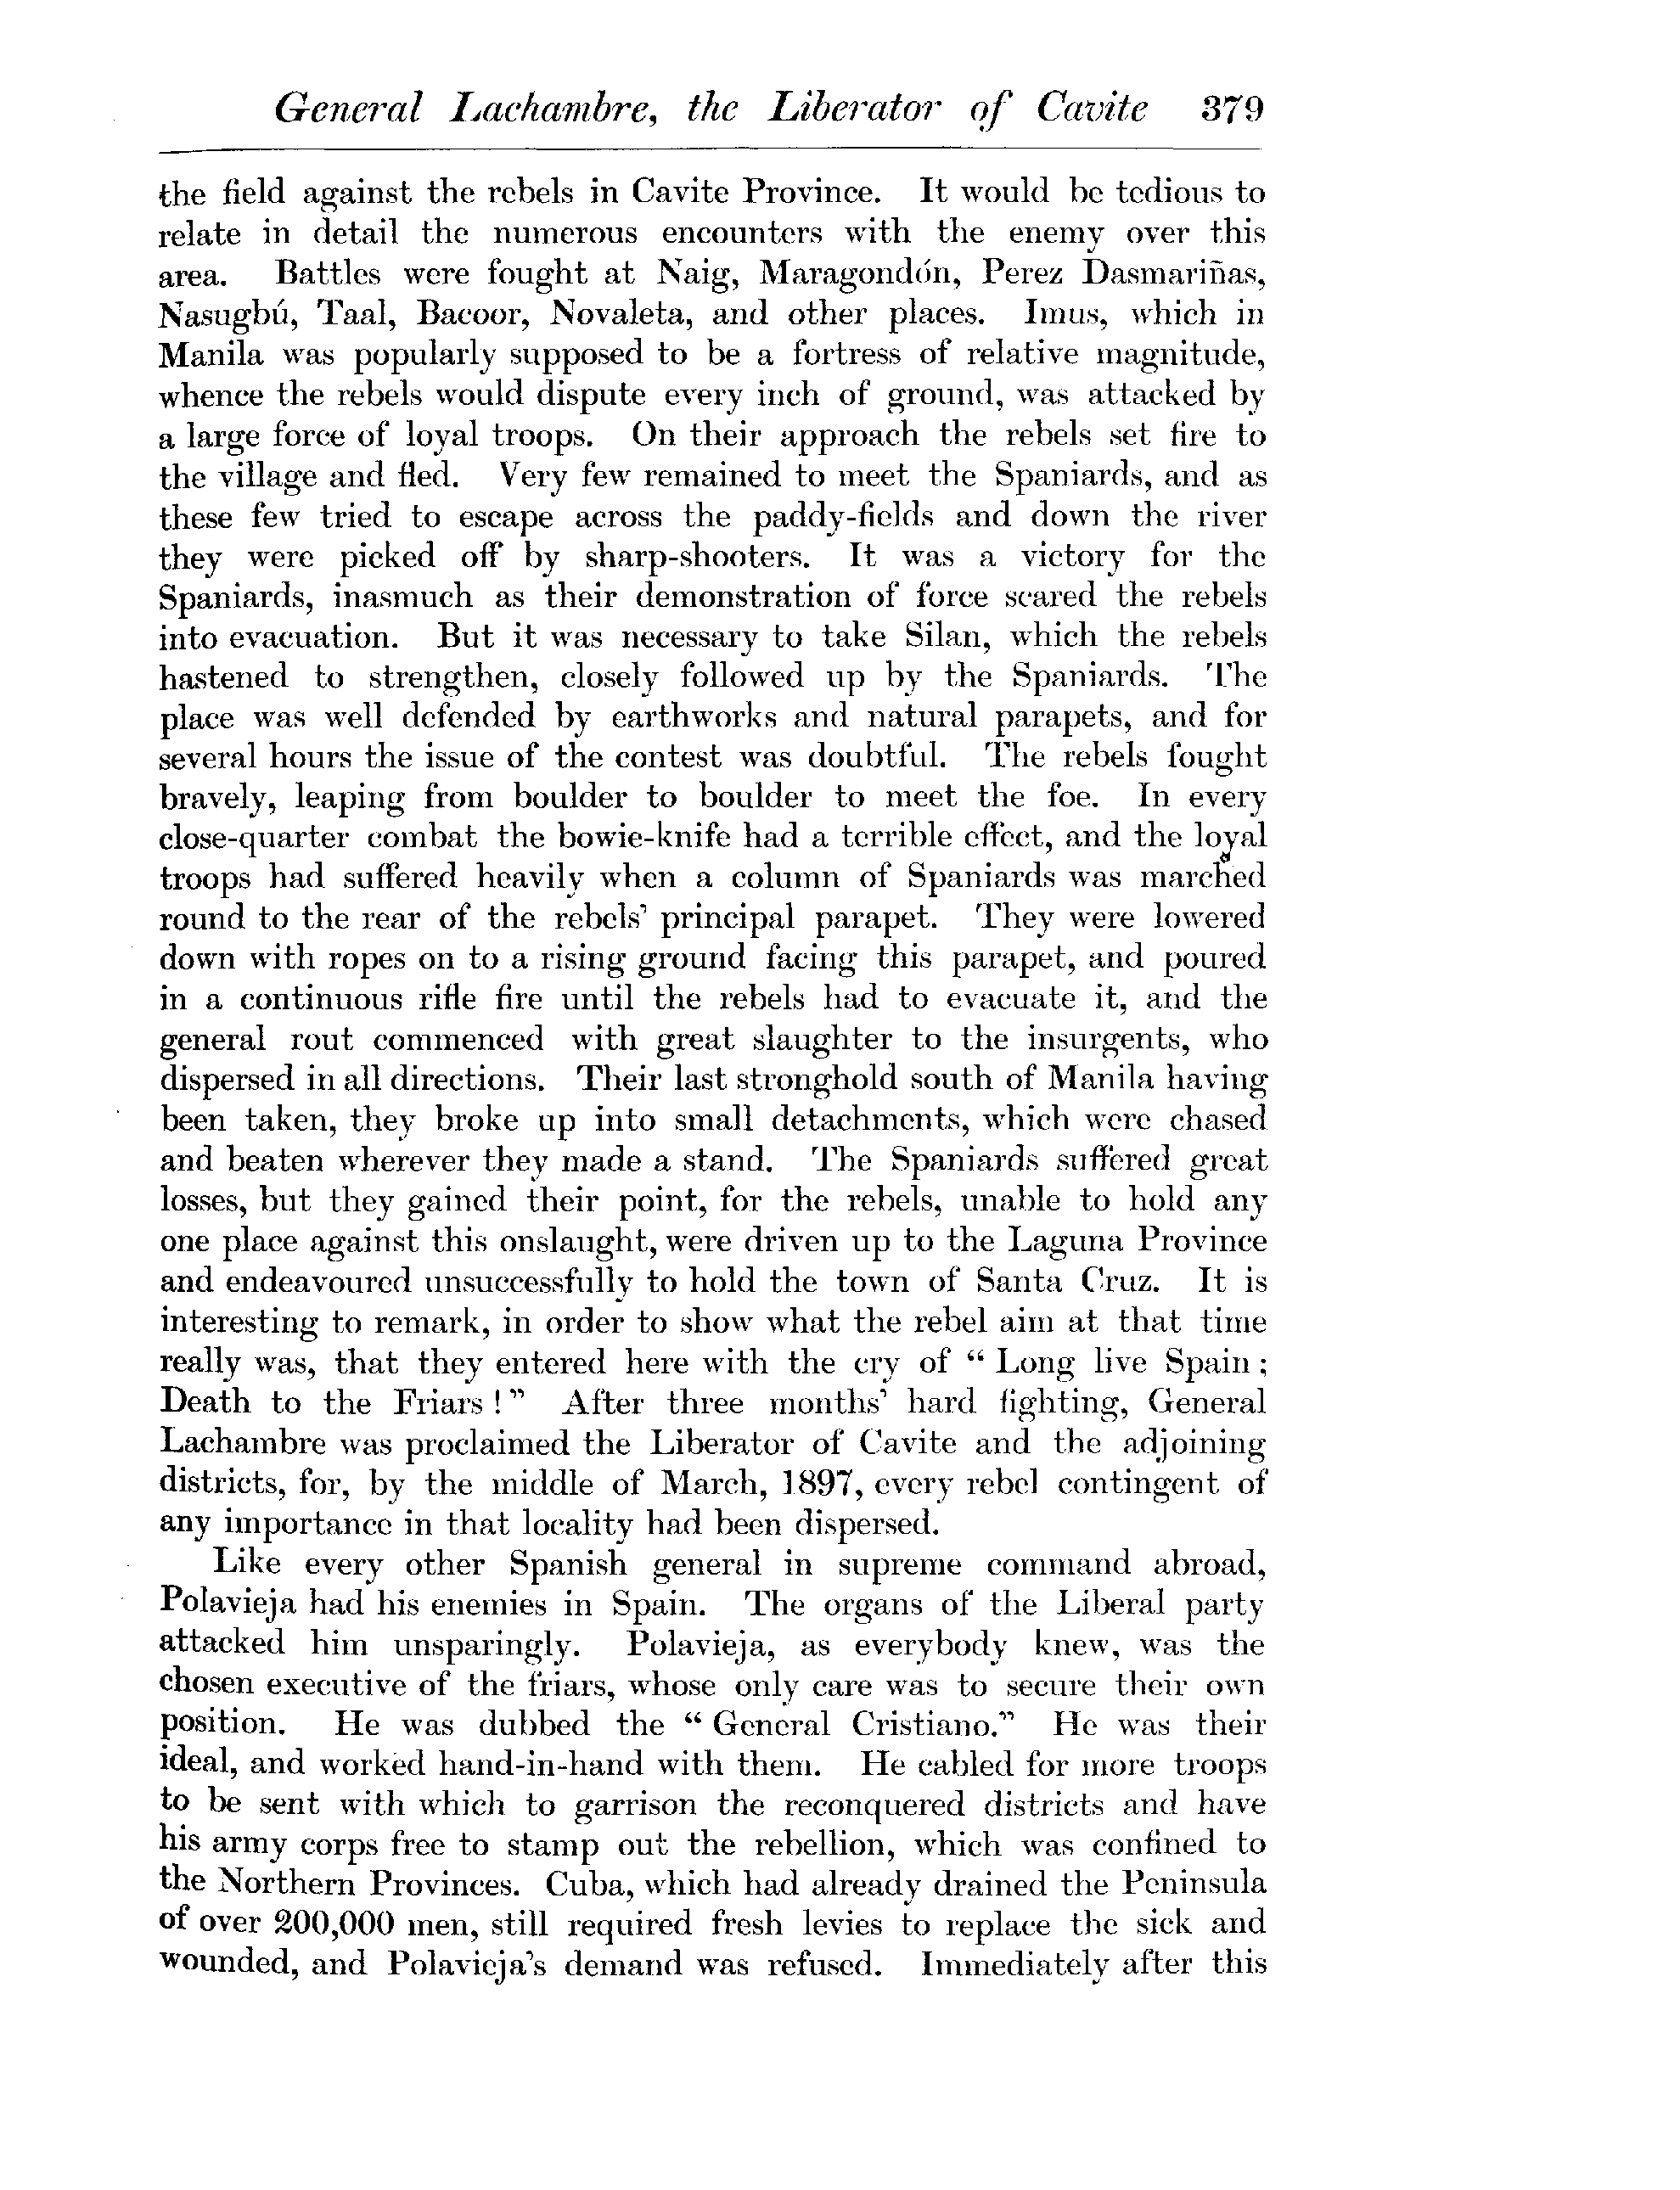 General Lachambre, the Liberator of Cavite 379
the field against the rebels in Cavite Province. It would be tedious to
relate in detail the numerous encounters with the enemy over this
area. Battles were fought at Naig, Maragondón, Perez Dasmariñas,
Nasugbú, Taal, Bacoor, Novaleta, and other places. Imus, which in
Manila was popularly supposed to be a fortress of relative magnitude,
whence the rebels would dispute every inch of ground, was attacked by
a large force of loyal troops. On their approach the rebels set fire to
the village and fled. Very few remained to meet the Spaniards, and as
these few tried to escape across the paddy-fields and down the river
they were picked off by sharp-shooters. It was a victory for the
Spaniards, inasmuch as their demonstration of force scared the rebels
into evacuation. But it was necessary to take Silan, which the rebels
hastened to strengthen, closely followed up by the Spaniards. The
place was well defended by earthworks and natural parapets, and for
several hours the issue of the contest was doubtful. The rebels fought
bravely, leaping from boulder to boulder to meet the foe. In every
close-quarter combat the bowie-knife had a terrible effect, and the loyal
troops had suffered heavily when a column of Spaniards was marched
round to the rear of the rebels' principal parapet. They were lowered
down with ropes on to a rising ground facing this parapet, and poured
in a continuous rifle fire until the rebels had to evacuate it, and the
general rout commenced with great slaughter to the insurgents, who
dispersed in all directions. Their last stronghold south of Manila having
been taken, they broke up into small detachments, which were chased
and beaten wherever they made a stand. The Spaniards suffered great
losses, but they gained their point, for the rebels, unable to hold any
one place against this onslaught, were driven up to the Laguna Province
and endeavoured unsuccessfully to hold the town of Santa Cruz. It is
interesting to remark, in order to show what the rebel aim at that time
really was, that they entered here with the cry of “ Long live Spain ;
Death to the Friars ! ” After three months' hard fighting, General
Lachambre was proclaimed the Liberator of Cavite and the adjoining
districts, for, by the middle of March, 1897, every rebel contingent of
any importance in that locality had been dispersed.
Like every other Spanish general in supreme command abroad,
Polavieja had his enemies in Spain. The organs of the Liberal party
attacked him unsparingly. Polavieja, as everybody knew, was the
chosen executive of the friars, whose only care was to secure their own
position. He was dubbed the “ General Cristiano.” He was their
ideal, and worked hand-in-hand with them. He cabled for more troops
to be sent with which to garrison the reconquered districts and have
his army corps free to stamp out the rebellion, which was confined to
the Northern Provinces. Cuba, which had already drained the Peninsula
of over 200,000 men, still required fresh levies to replace the sick and
wounded, and Polavieja's demand was refused. Immediately after this